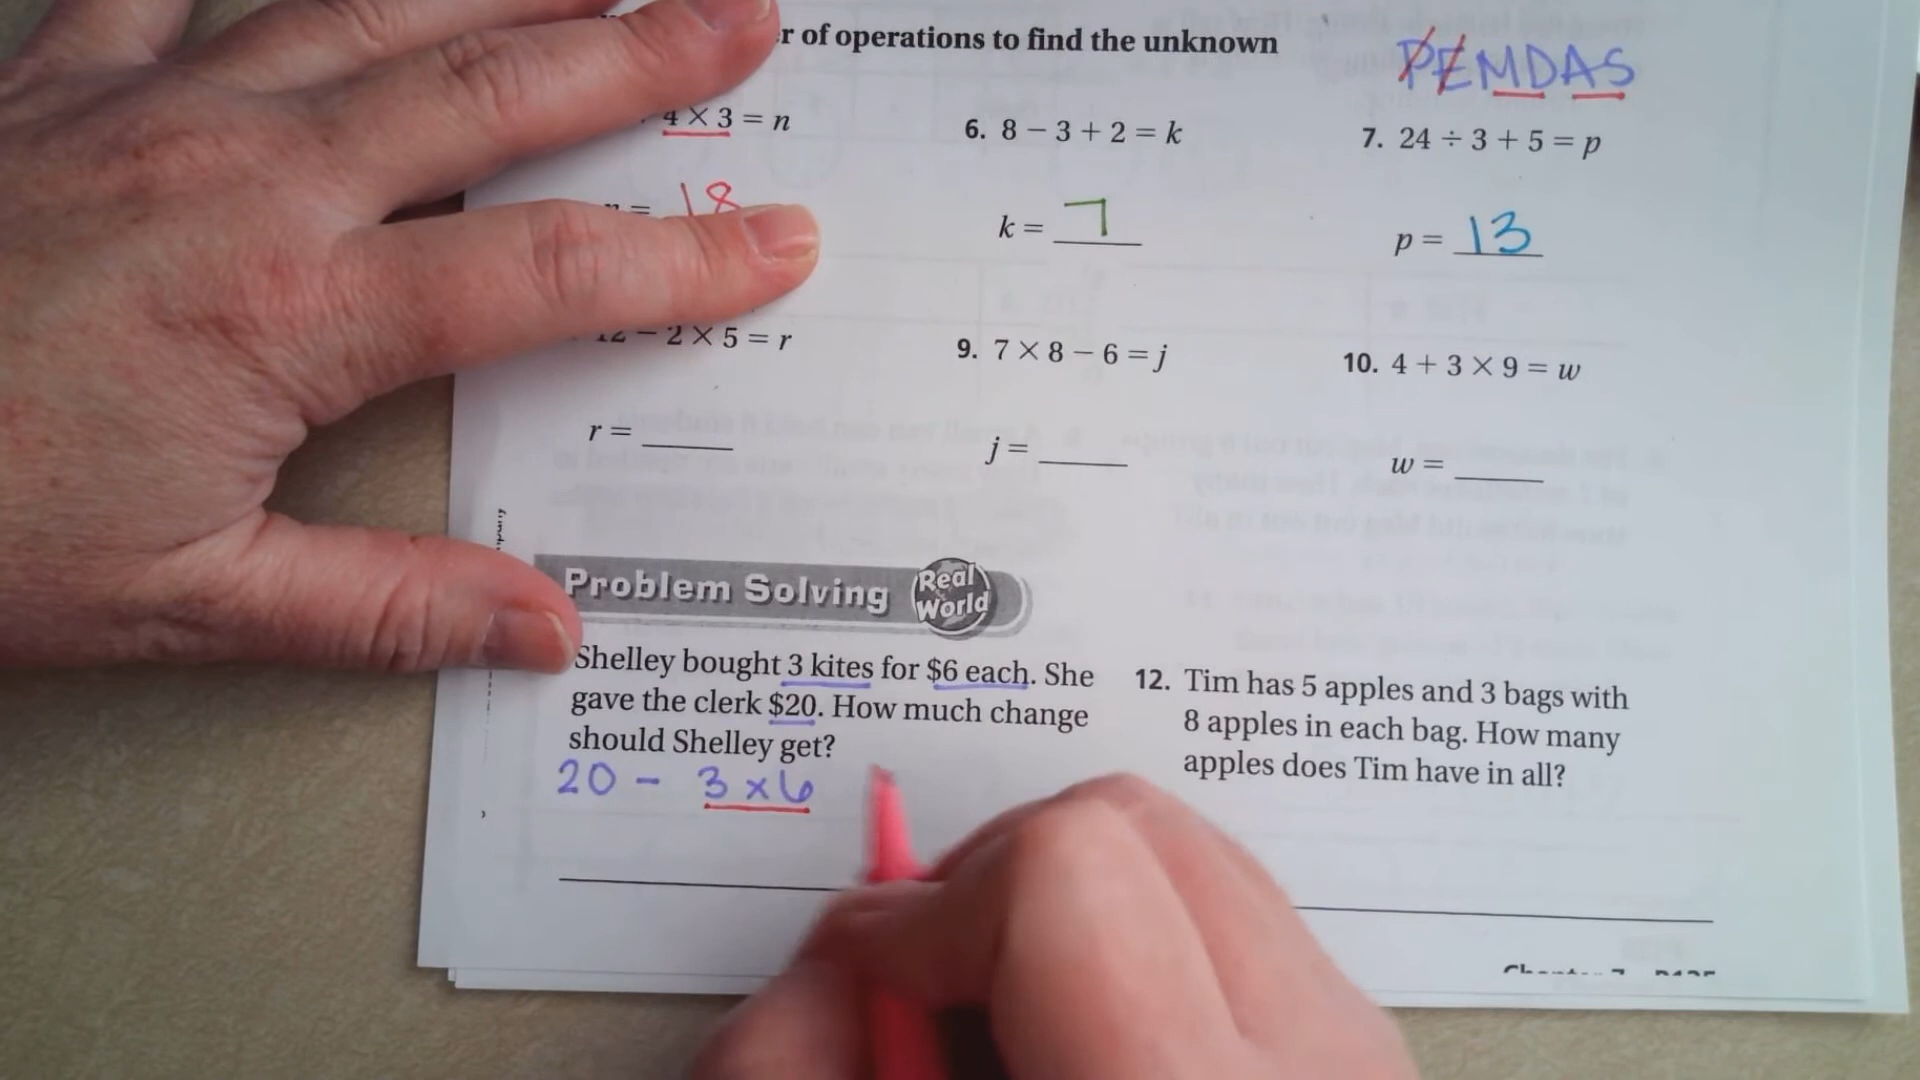 of operations to find the unknown
PEMDAS
4 × 3 = n
6. 8 − 3 + 2 = k
7. 24 ÷ 3 + 5 = p
= 18
k = 7
p = 13
− 2 × 5 = r
9. 7 × 8 − 6 = j
10. 4 + 3 × 9 = w
r =
j =
w =
Problem Solving Real World
Shelley bought 3 kites for $6 each. She
gave the clerk $20. How much change
should Shelley get?
20 − 3 × 6
12. Tim has 5 apples and 3 bags with
8 apples in each bag. How many
apples does Tim have in all?